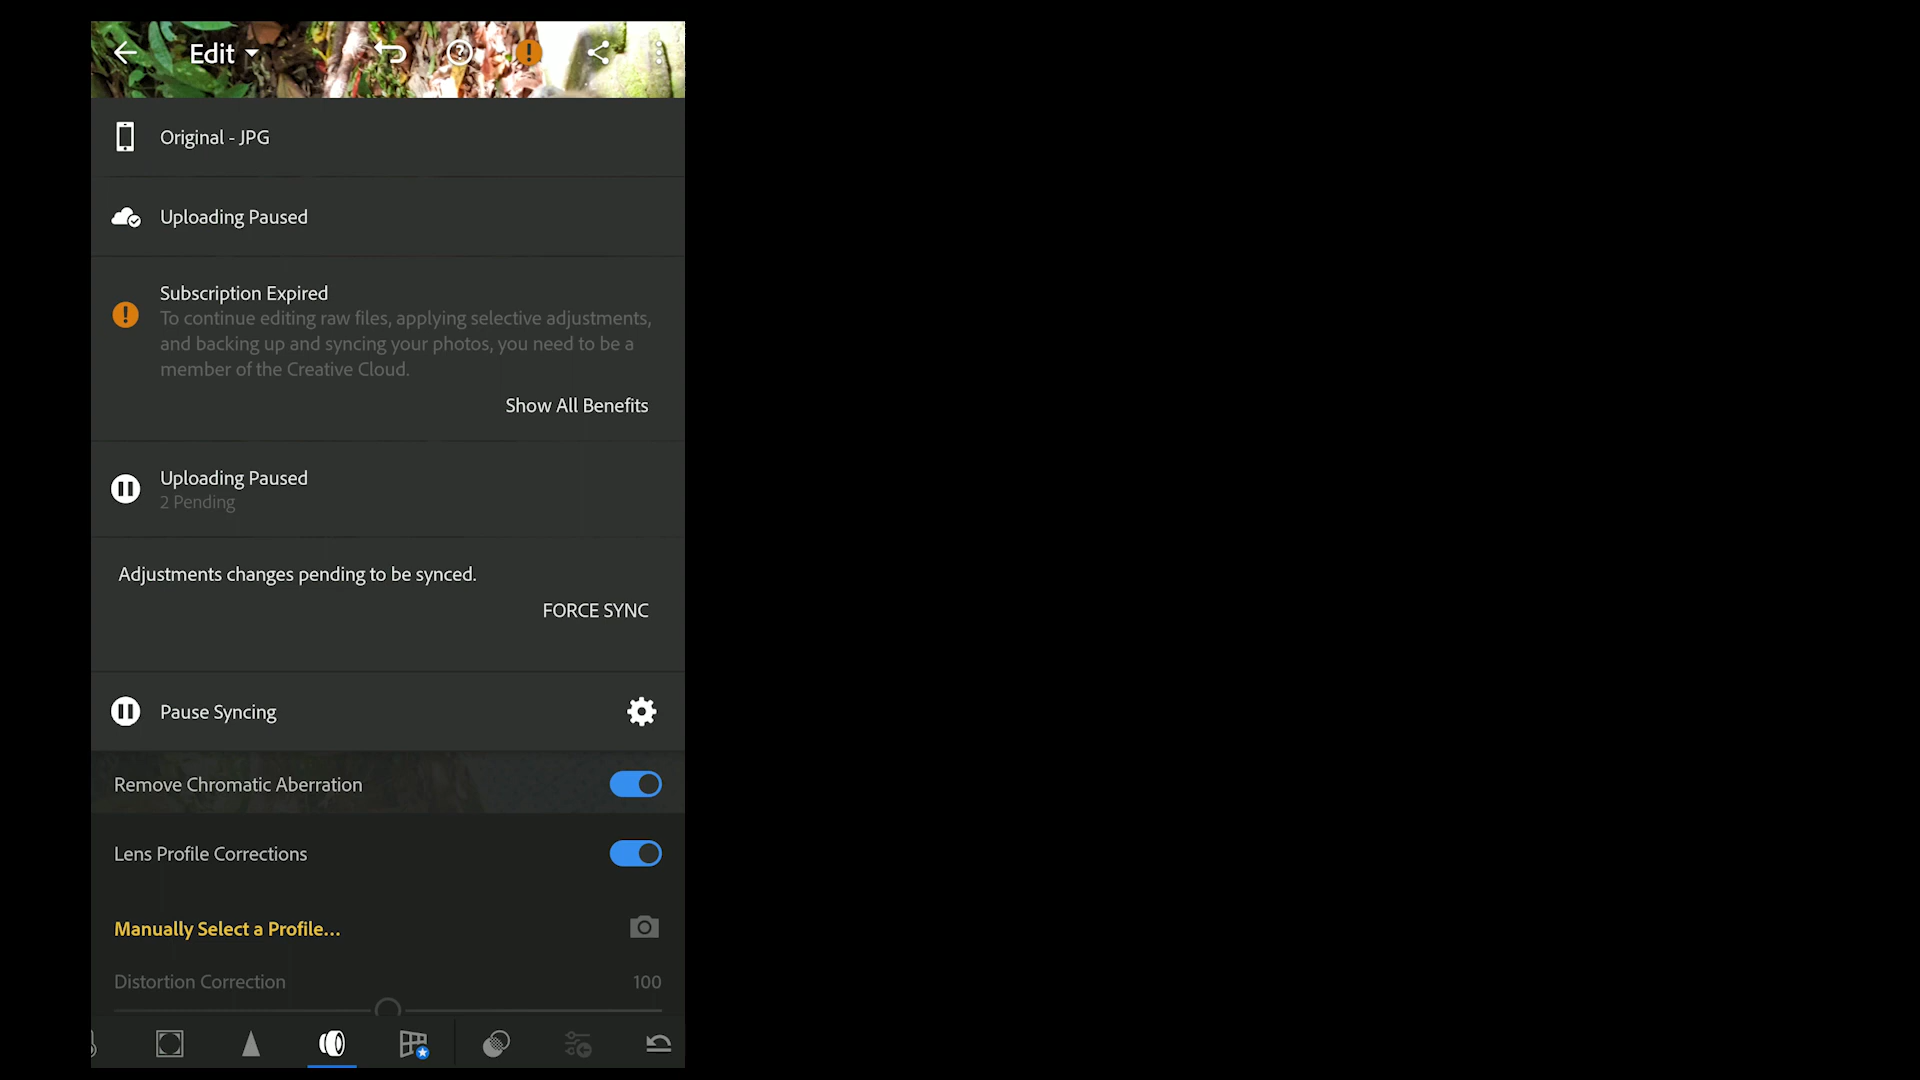 Edit
Original - JPG
Uploading Paused
Subscription Expired
To continue editing raw files, applying selective adjustments,
and backing up and syncing your photos, you need to be a
member of the Creative Cloud.
Show All Benefits
Uploading Paused
2 Pending
Adjustments changes pending to be synced.
FORCE SYNC
Pause Syncing
Remove Chromatic Aberration
Lens Profile Corrections
Manually Select a Profile...
Distortion Correction 100